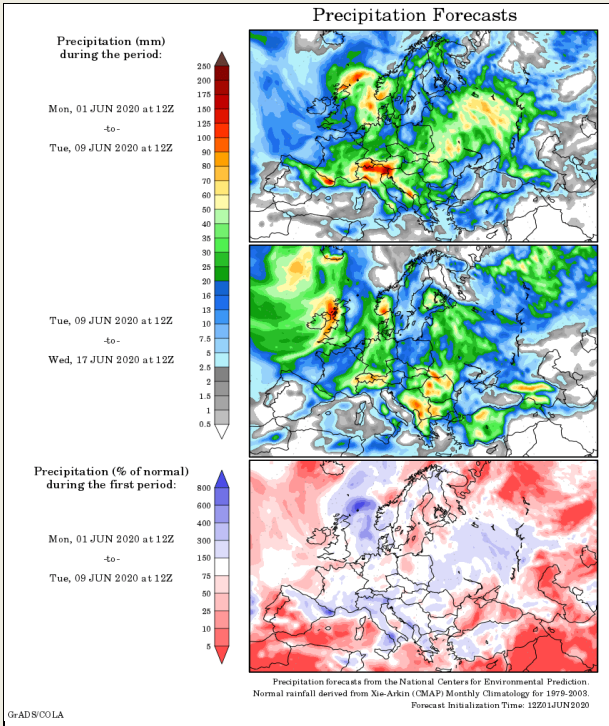 Precipitation Forecasts
Precipitation (mm)
during the period:
Mon, 01 JUN 2020 at 12Z
-to-
Tue, 09 JUN 2020 at 12Z
250
200
175
150
125
100
90
80
70
60
50
40
35
30
25
20
16
13
10
7.5
5
2.5
2
1.5
1
0.5
Tue, 09 JUN 2020 at 12Z
-to-
Wed, 17 JUN 2020 at 12Z
Precipitation (% of normal)
during the first period:
Mon, 01 JUN 2020 at 12Z
-to-
Tue, 09 JUN 2020 at 12Z
800
600
400
300
150
75
50
25
10
5
Precipitation forecasts from the National Centers for Environmental Prediction.
Normal rainfall derived from Xie-Arkin (CMAP) Monthly Climatology for 1979-2003.
Forecast Initialization Time: 12Z01JUN2020
GrADS/COLA